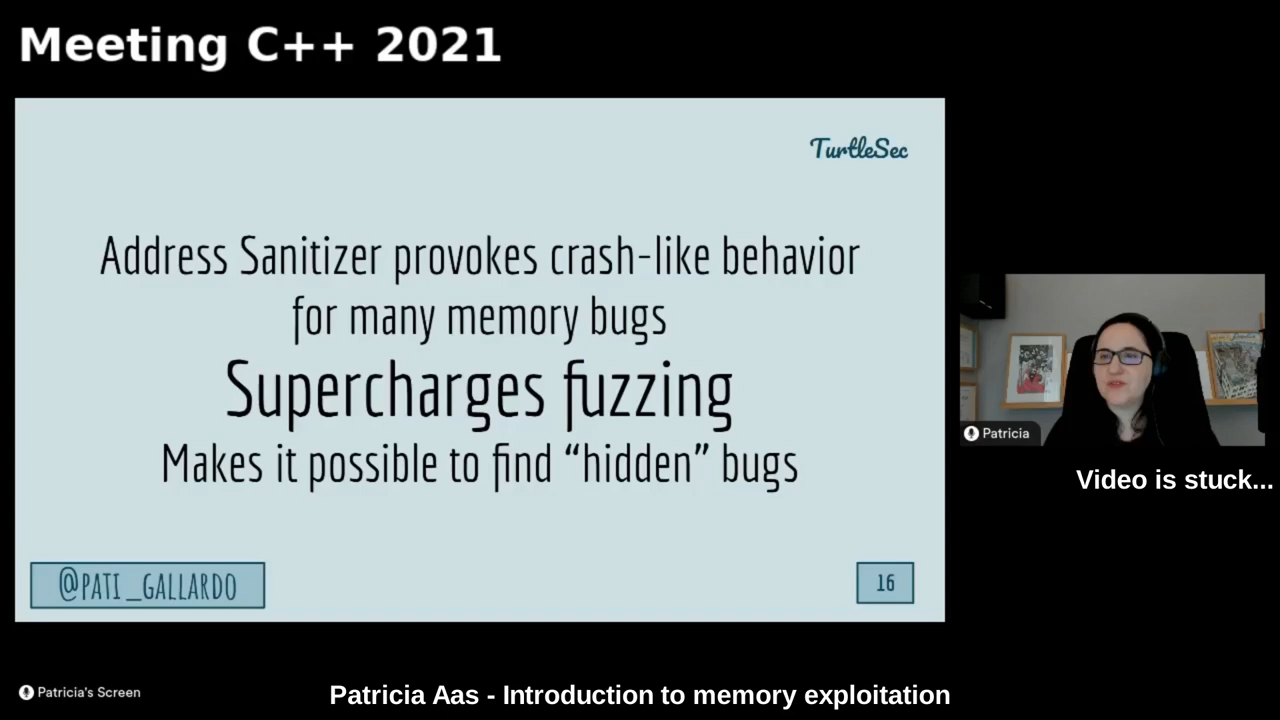 Meeting C++ 2021
TurtleSec
Address Sanitizer provokes crash-like behavior
for many memory bugs
Supercharges fuzzing
Makes it possible to find “hidden” bugs
@PATI_GALLARDO
16
Patricia
Video is stuck...
Patricia's Screen
Patricia Aas - Introduction to memory exploitation